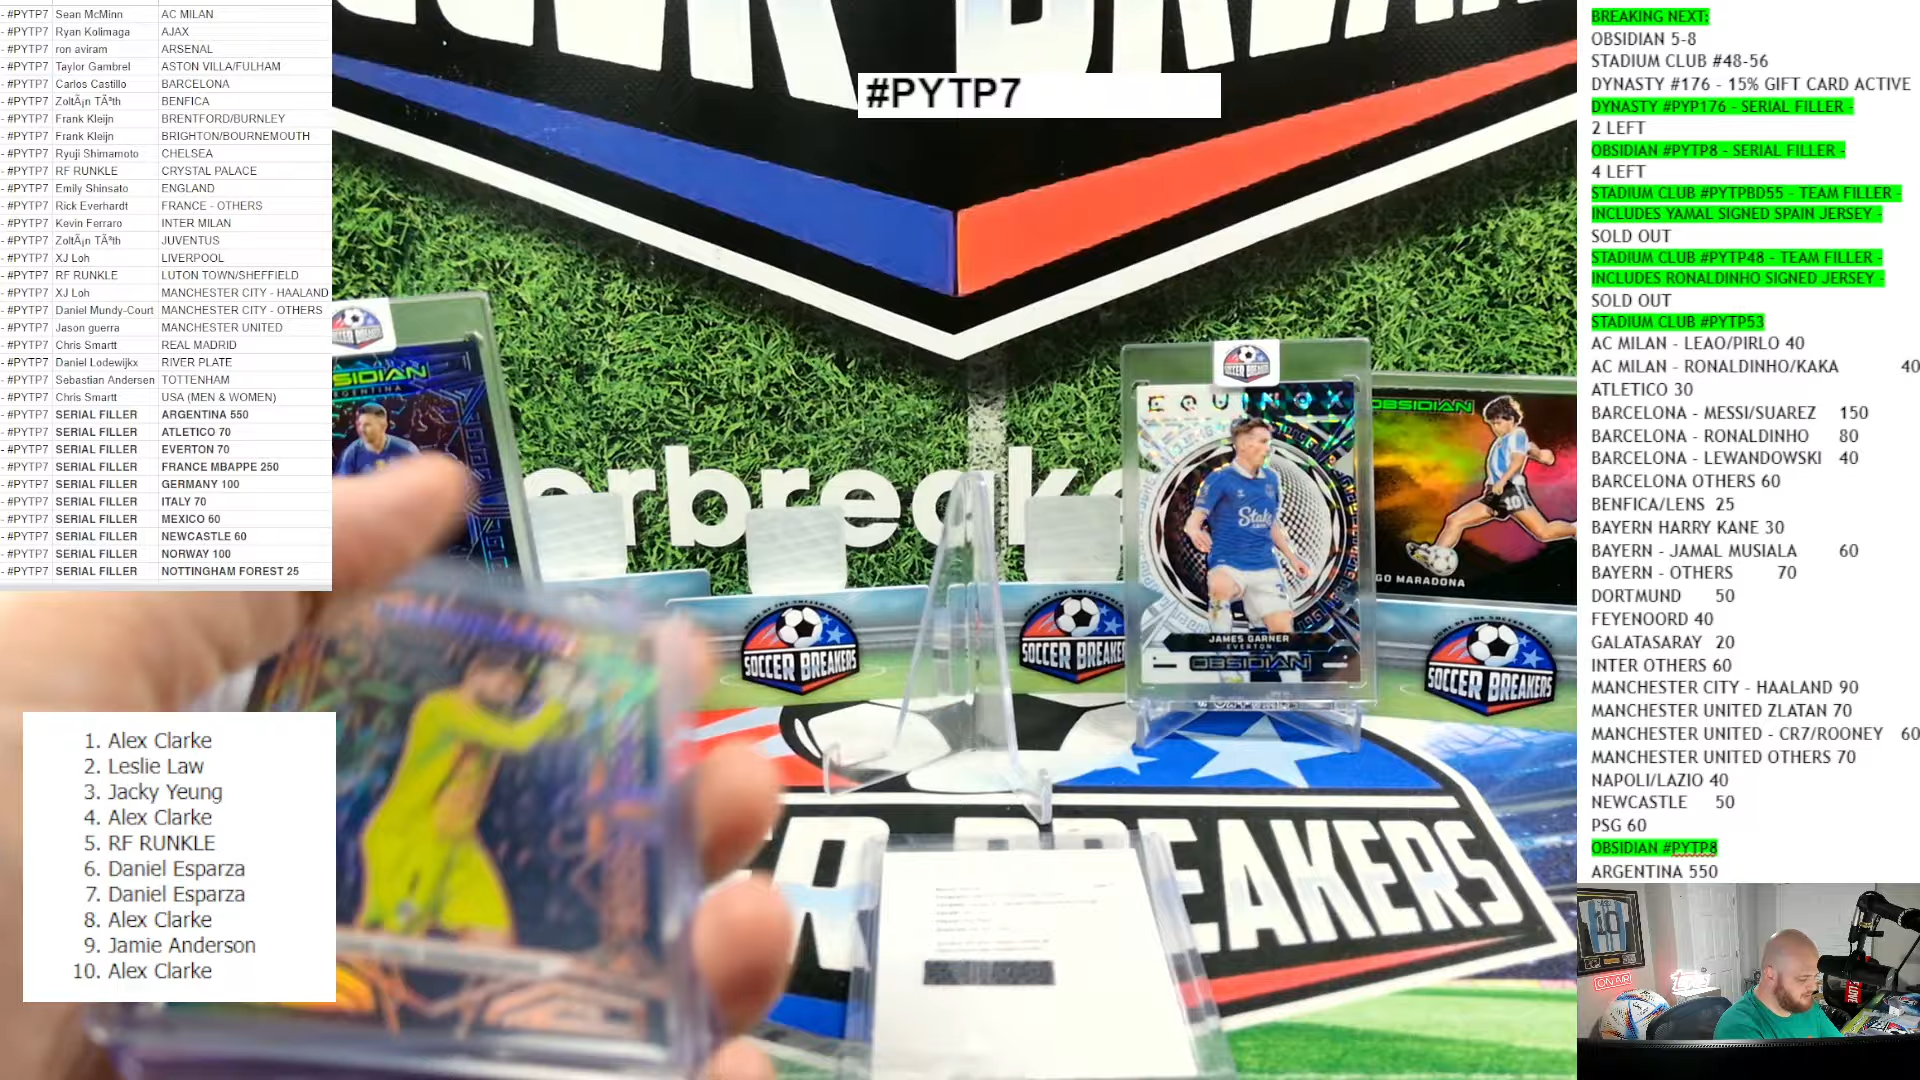 - #PYTP7 Sean McMinn AC MILAN
- #PYTP7 Ryan Kolimaga AJAX
- #PYTP7 ron aviram ARSENAL
- #PYTP7 Taylor Gambrel ASTON VILLA/FULHAM
- #PYTP7 Carlos Castillo BARCELONA
- #PYTP7 ZoltÃ¡n TÃ³th BENFICA
- #PYTP7 Frank Kleijn BRENTFORD/BURNLEY
- #PYTP7 Frank Kleijn BRIGHTON/BOURNEMOUTH
- #PYTP7 Ryuji Shimamoto CHELSEA
- #PYTP7 RF RUNKLE CRYSTAL PALACE
- #PYTP7 Emily Shinsato ENGLAND
- #PYTP7 Rick Everhardt FRANCE - OTHERS
- #PYTP7 Kevin Ferraro INTER MILAN
- #PYTP7 ZoltÃ¡n TÃ³th JUVENTUS
- #PYTP7 XJ Loh LIVERPOOL
- #PYTP7 RF RUNKLE LUTON TOWN/SHEFFIELD
- #PYTP7 XJ Loh MANCHESTER CITY - HAALAND
- #PYTP7 Daniel Mundy-Court MANCHESTER CITY - OTHERS
- #PYTP7 Jason guerra MANCHESTER UNITED
- #PYTP7 Chris Smartt REAL MADRID
- #PYTP7 Daniel Lodewijkx RIVER PLATE
- #PYTP7 Sebastian Andersen TOTTENHAM
- #PYTP7 Chris Smartt USA (MEN & WOMEN)
- #PYTP7 SERIAL FILLER ARGENTINA 550
- #PYTP7 SERIAL FILLER ATLETICO 70
- #PYTP7 SERIAL FILLER EVERTON 70
- #PYTP7 SERIAL FILLER FRANCE MBAPPE 250
- #PYTP7 SERIAL FILLER GERMANY 100
- #PYTP7 SERIAL FILLER ITALY 70
- #PYTP7 SERIAL FILLER MEXICO 60
- #PYTP7 SERIAL FILLER NEWCASTLE 60
- #PYTP7 SERIAL FILLER NORWAY 100
- #PYTP7 SERIAL FILLER NOTTINGHAM FOREST 25
1. Alex Clarke
2. Leslie Law
3. Jacky Yeung
4. Alex Clarke
5. RF RUNKLE
6. Daniel Esparza
7. Daniel Esparza
8. Alex Clarke
9. Jamie Anderson
10. Alex Clarke
#PYTP7
EQUINOX
Stake
JAMES GARNER
EVERTON
OBSIDIAN
OBSIDIAN
10
GO MARADONA
SOCCER BREAKERS
SOCCER BREAKERS
SOCCER BREAKERS
SOCCER BREAKERS
BREAKERS
BREAKING NEXT:
OBSIDIAN 5-8
STADIUM CLUB #48-56
DYNASTY #176 - 15% GIFT CARD ACTIVE
DYNASTY #PYP176 - SERIAL FILLER -
2 LEFT
OBSIDIAN #PYTP8 - SERIAL FILLER -
4 LEFT
STADIUM CLUB #PYTPBD55 - TEAM FILLER -
INCLUDES YAMAL SIGNED SPAIN JERSEY -
SOLD OUT
STADIUM CLUB #PYTP48 - TEAM FILLER -
INCLUDES RONALDINHO SIGNED JERSEY -
SOLD OUT
STADIUM CLUB #PYTP53
AC MILAN - LEAO/PIRLO 40
AC MILAN - RONALDINHO/KAKA 40
ATLETICO 30
BARCELONA - MESSI/SUAREZ 150
BARCELONA - RONALDINHO 80
BARCELONA - LEWANDOWSKI 40
BARCELONA OTHERS 60
BENFICA/LENS 25
BAYERN HARRY KANE 30
BAYERN - JAMAL MUSIALA 60
BAYERN - OTHERS 70
DORTMUND 50
FEYENOORD 40
GALATASARAY 20
INTER OTHERS 60
MANCHESTER CITY - HAALAND 90
MANCHESTER UNITED ZLATAN 70
MANCHESTER UNITED - CR7/ROONEY 60
MANCHESTER UNITED OTHERS 70
NAPOLI/LAZIO 40
NEWCASTLE 50
PSG 60
OBSIDIAN #PYTP8
ARGENTINA 550
10
ON AIR